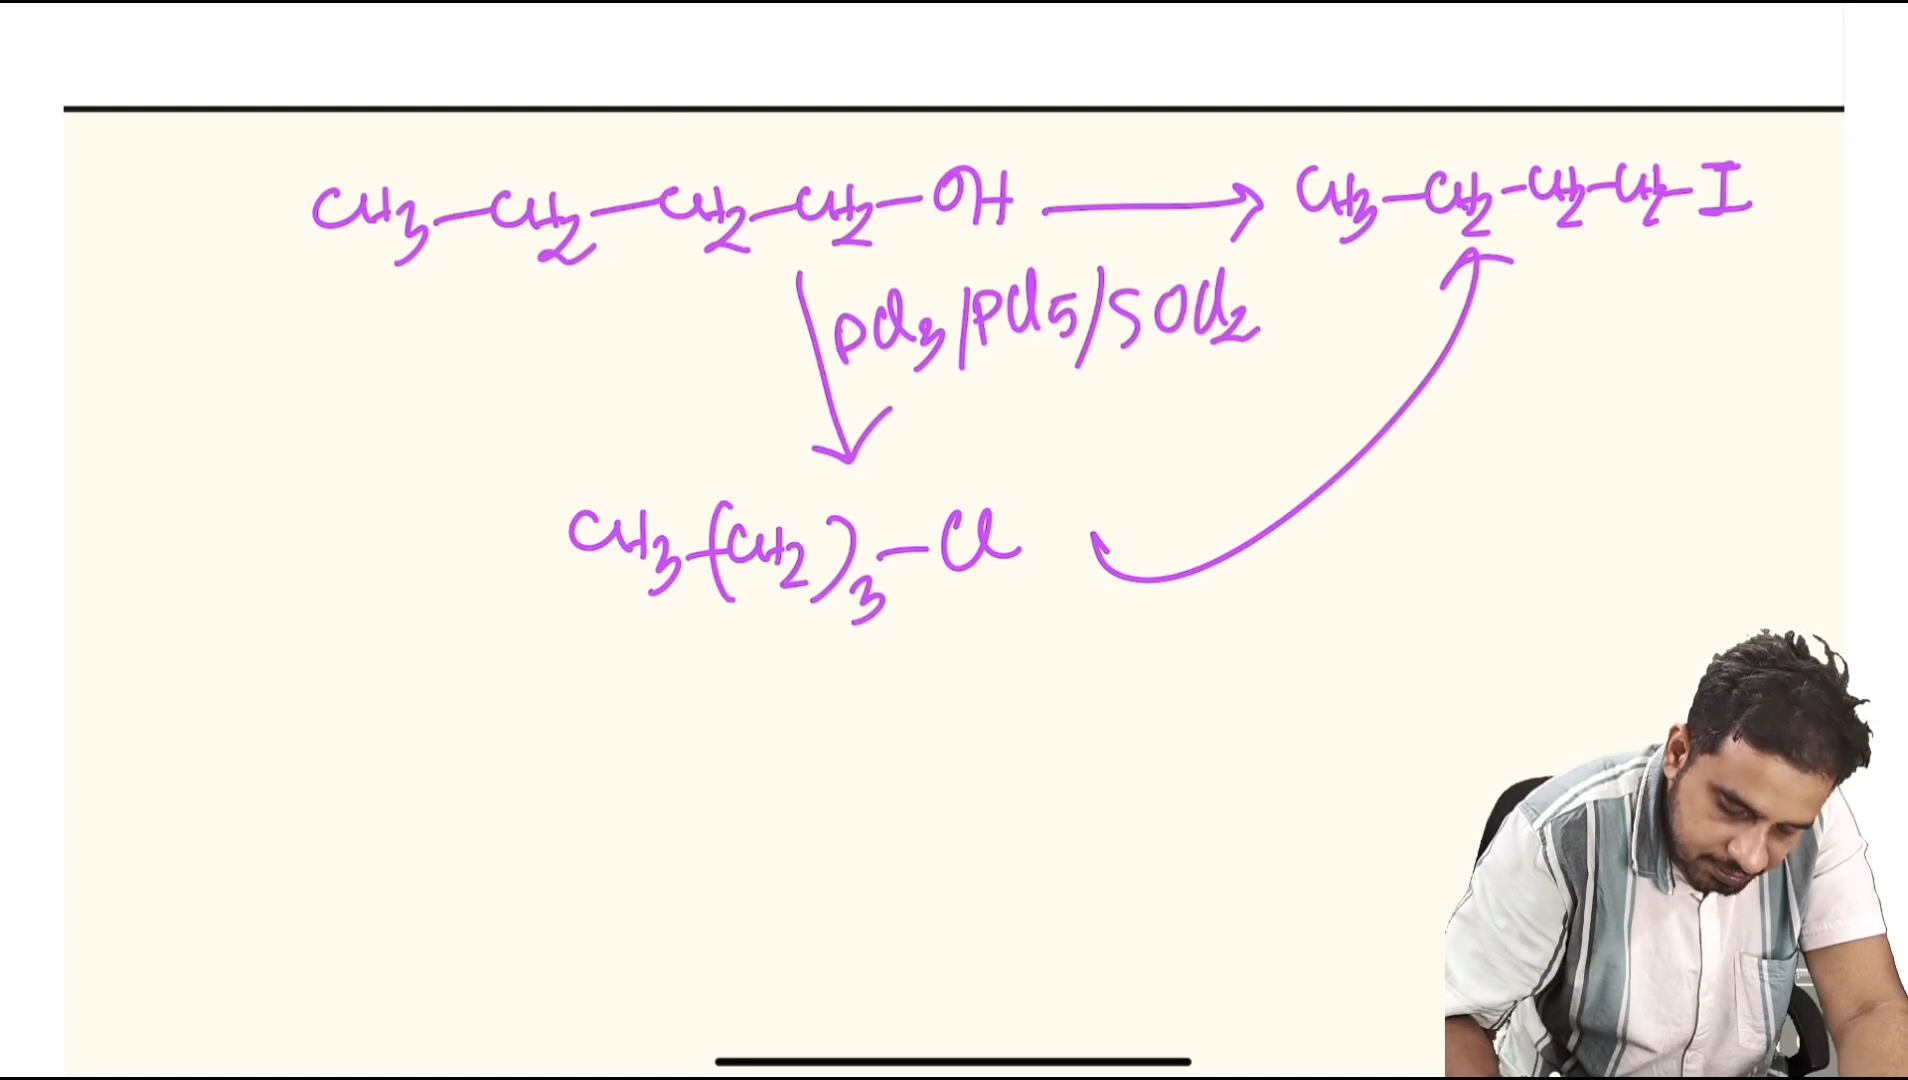 CH3-CH2-CH2-CH2-OH → CH3-CH2-CH2-CH2-I
PCl3/PCl5/SOCl2
CH3-(CH2)3-Cl